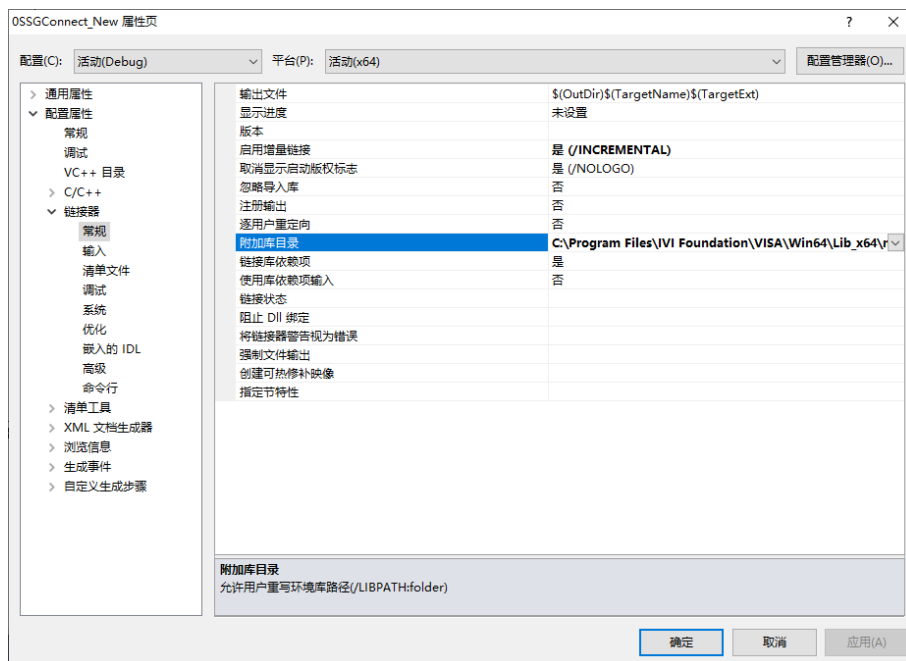 0SSGConnect_New 属性页
?
配置(C): 活动(Debug) 平台(P): 活动(x64) 配置管理器(O)...
通用属性
配置属性
常规
调试
VC++ 目录
C/C++
链接器
常规
输入
清单文件
调试
系统
优化
嵌入的 IDL
高级
命令行
清单工具
XML 文档生成器
浏览信息
生成事件
自定义生成步骤
输出文件 $(OutDir)$(TargetName)$(TargetExt)
显示进度 未设置
版本
启用增量链接 是 (/INCREMENTAL)
取消显示启动版权标志 是 (/NOLOGO)
忽略导入库 否
注册输出 否
逐用户重定向 否
附加库目录 C:\Program Files\IVI Foundation\VISA\Win64\Lib_x64\
链接库依赖项 是
使用库依赖项输入 否
链接状态
阻止 Dll 绑定
将链接器警告视为错误
强制文件输出
创建可热修补映像
指定节特性
附加库目录
允许用户重写环境库路径(/LIBPATH:folder)
确定 取消 应用(A)